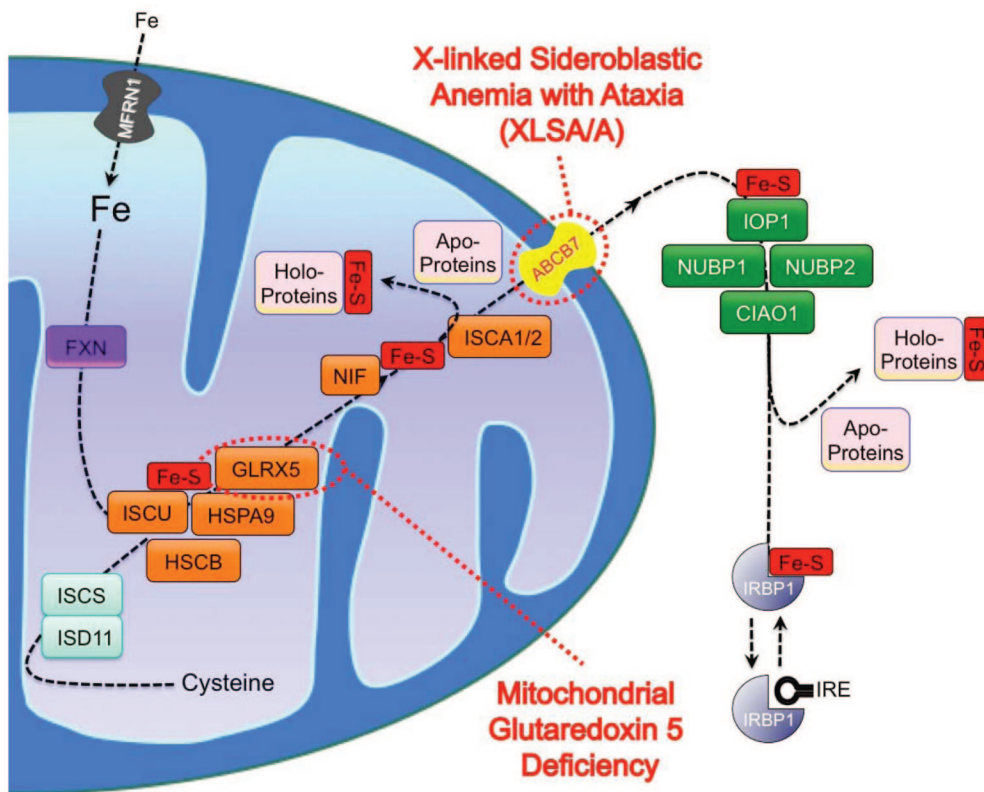 Fe
MFRN1
Fe
FXN
X-linked Sideroblastic
Anemia with Ataxia
(XLSA/A)
ABCB7
Apo-
Proteins
Holo-
Proteins
Fe-S
ISCA1/2
Fe-S
NIF
GLRX5
Fe-S
ISCU
HSPA9
HSCB
ISCS
ISD11
Cysteine
Mitochondrial
Glutaredoxin 5
Deficiency
Fe-S
IOP1
NUBP1
NUBP2
CIAO1
Holo-
Proteins
Fe-S
Apo-
Proteins
Fe-S
IRBP1
IRE
IRBP1